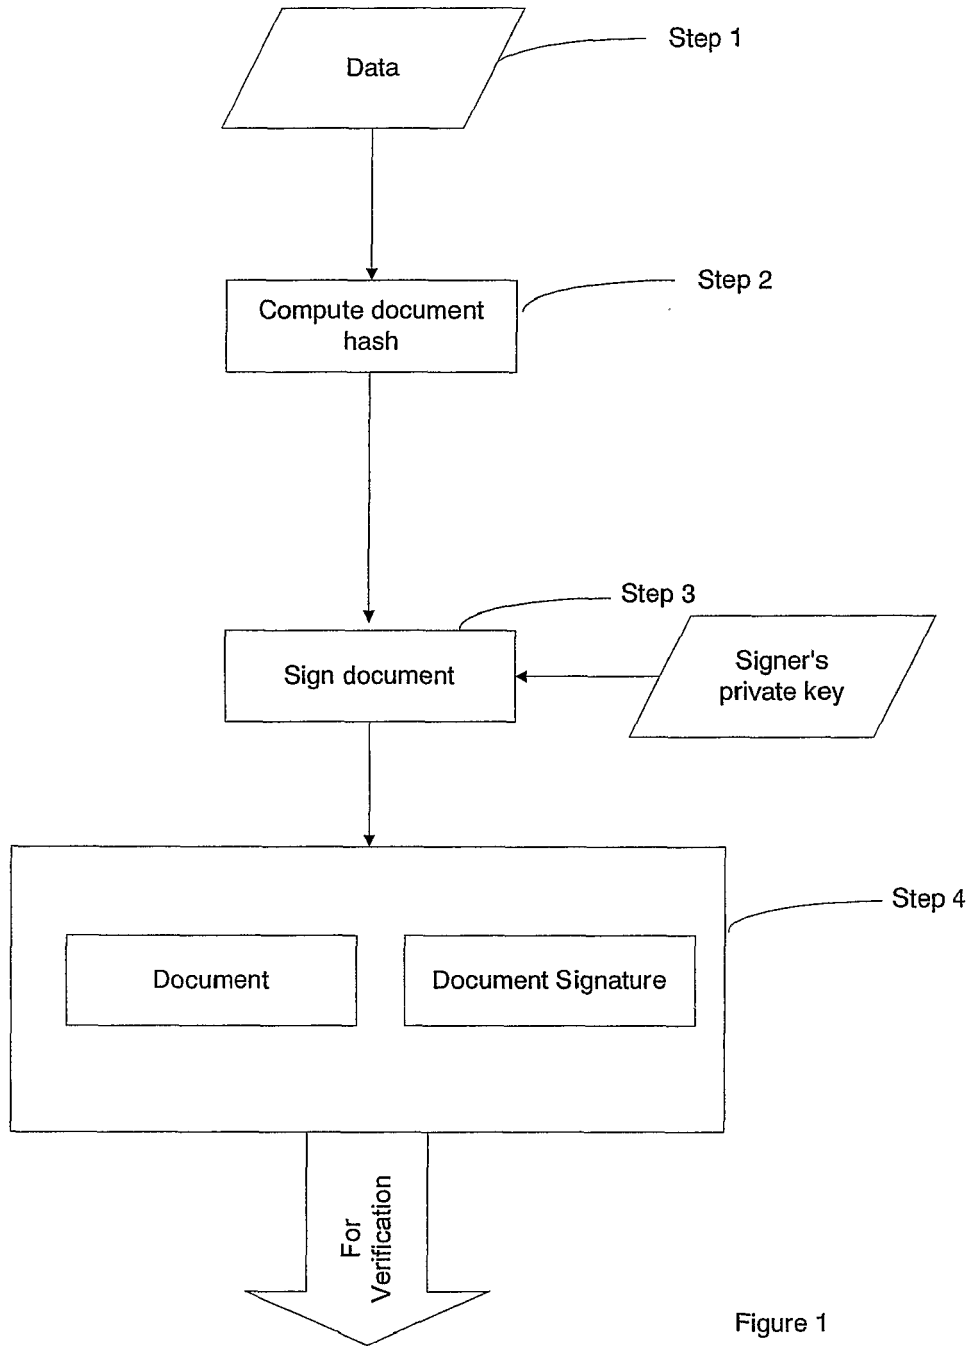 Data
Step 1
Step 2
Compute document
hash
Step 3
Sign document
Signer's
private key
Step 4
Document
Document Signature
For
Verification
Figure 1